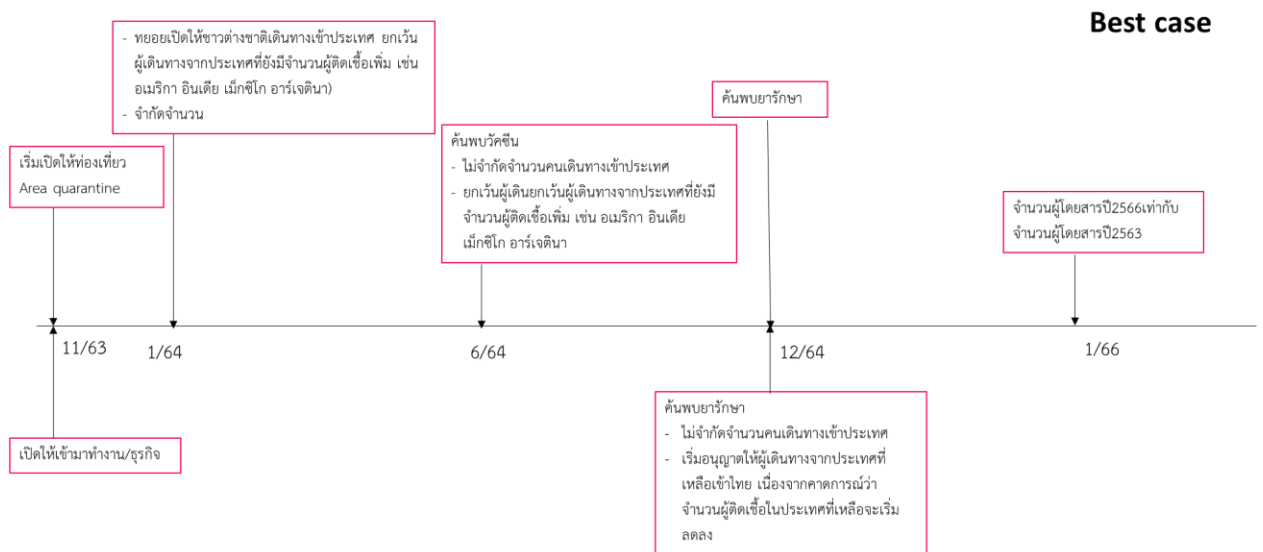 Best case
- ทยอยเปิดให้ชาวต่างชาติเดินทางเข้าประเทศ ยกเว้น
ผู้เดินทางจากประเทศที่ยังมีจำนวนผู้ติดเชื้อเพิ่ม เช่น
อเมริกา อินเดีย เม็กซิโก อาร์เจตินา)
- จำกัดจำนวน
ค้นพบยารักษา
เริ่มเปิดให้ท่องเที่ยว
Area quarantine
ค้นพบวัคซีน
- ไม่จำกัดจำนวนคนเดินทางเข้าประเทศ
- ยกเว้นผู้เดินยกเว้นผู้เดินทางจากประเทศที่ยังมี
จำนวนผู้ติดเชื้อเพิ่ม เช่น อเมริกา อินเดีย
เม็กซิโก อาร์เจตินา
จำนวนผู้โดยสารปี2566เท่ากับ
จำนวนผู้โดยสารปี2563
11/63
1/64
6/64
12/64
1/66
เปิดให้เข้ามาทำงาน/ธุรกิจ
ค้นพบยารักษา
- ไม่จำกัดจำนวนคนเดินทางเข้าประเทศ
- เริ่มอนุญาตให้ผู้เดินทางจากประเทศที่
เหลือเข้าไทย เนื่องจากคาดการณ์ว่า
จำนวนผู้ติดเชื้อในประเทศที่เหลือจะเริ่ม
ลดลง